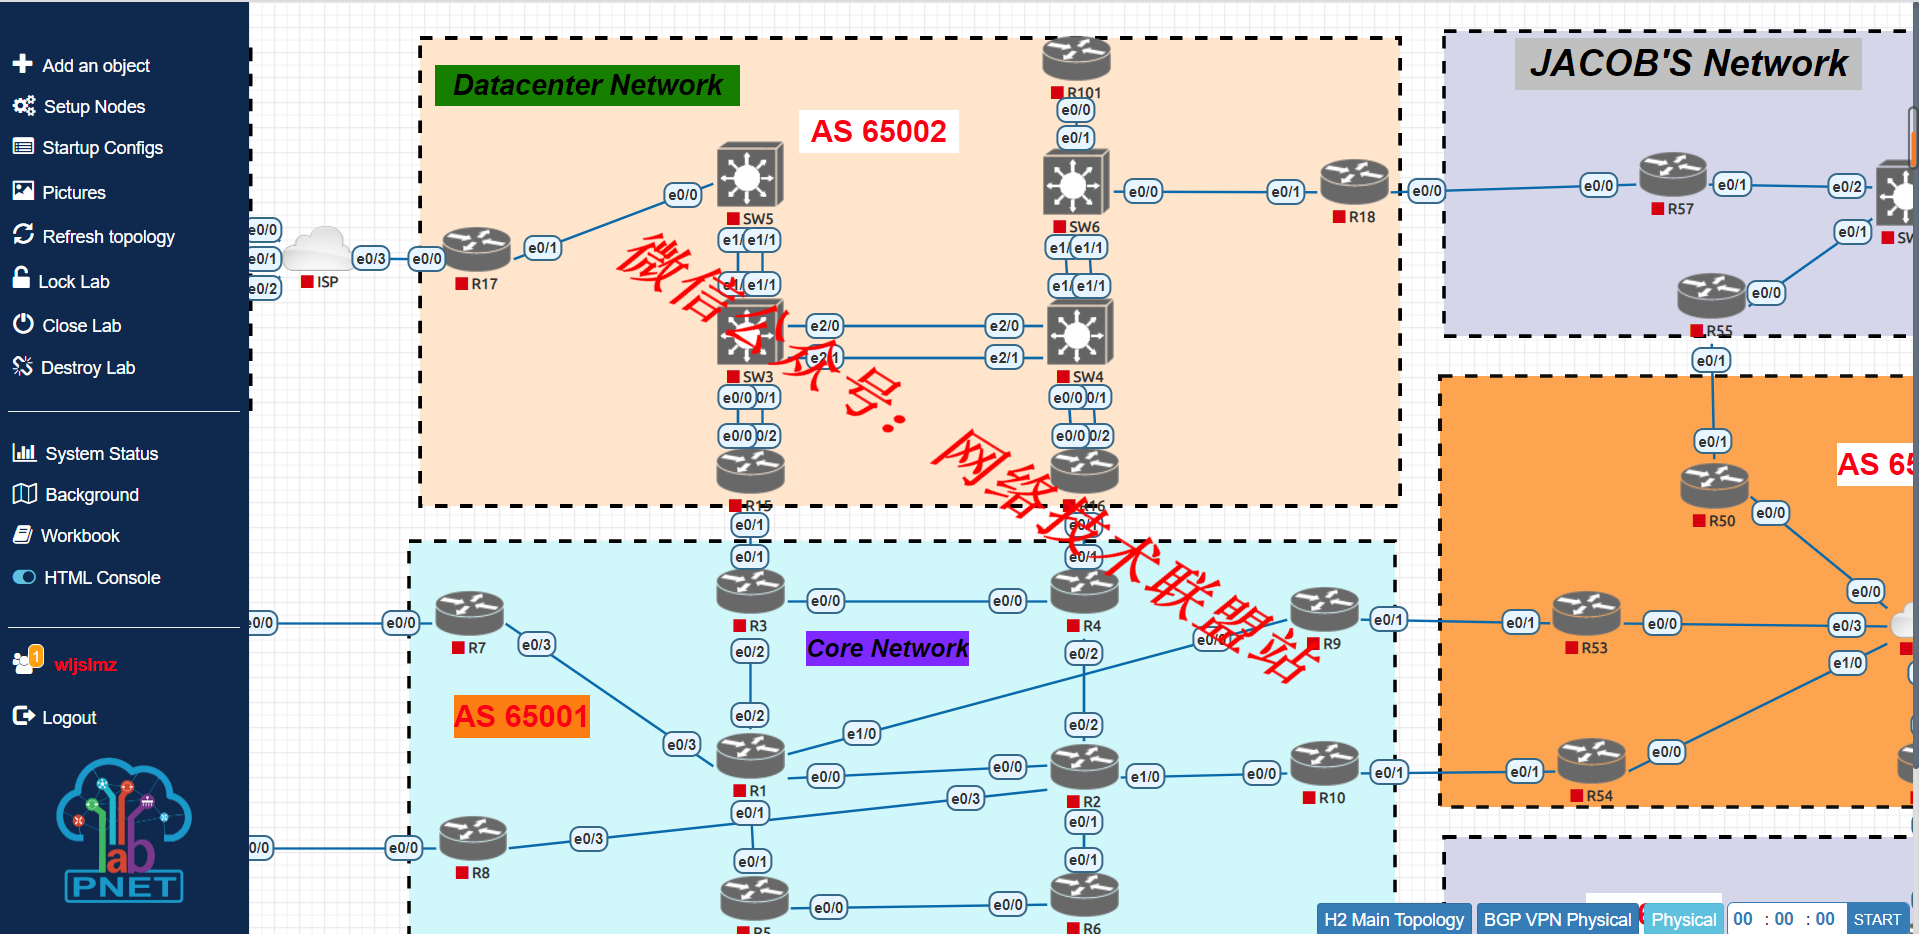 Add an object
Setup Nodes
Startup Configs
Pictures
Refresh topology
Lock Lab
Close Lab
Destroy Lab
System Status
Background
Workbook
HTML Console
1
wljslmz
Logout
lab
PNET
Datacenter Network
AS 65002
R101
e0/0
e0/1
SW5
e0/0
SW6
e0/0
e0/1
R18
e0/0
e0/0
e0/1
e0/2
ISP
e0/3
e0/0
R17
e0/1
e1/1
e1/1
e1/1
e1/1
e2/0
e2/0
e2/1
e2/1
SW3
SW4
e0/0
0/1
e0/0
0/1
e0/0
0/2
e0/0
0/2
R15
R16
e0/1
e0/1
e0/1
e0/1
微信公众号：网络技术联盟站
JACOB'S Network
e0/0
R57
e0/1
e0/2
SW
e0/1
R55
e0/0
e0/1
e0/1
AS 65
R50
e0/0
e0/0
e0/1
R53
e0/0
e0/3
e1/0
e0/1
R54
e0/0
e0/0
e0/0
R7
e0/3
R3
e0/0
e0/0
R4
R9
e0/1
Core Network
e0/2
e0/2
e0/0
AS 65001
e0/2
e0/2
e0/3
e1/0
R1
e0/0
e0/0
R2
e1/0
e0/0
R10
e0/1
e0/3
e0/1
e0/1
0/0
e0/0
R8
e0/3
e0/1
e0/1
R5
e0/0
e0/0
R6
H2 Main Topology
BGP VPN Physical
Physical
00 : 00 : 00
START